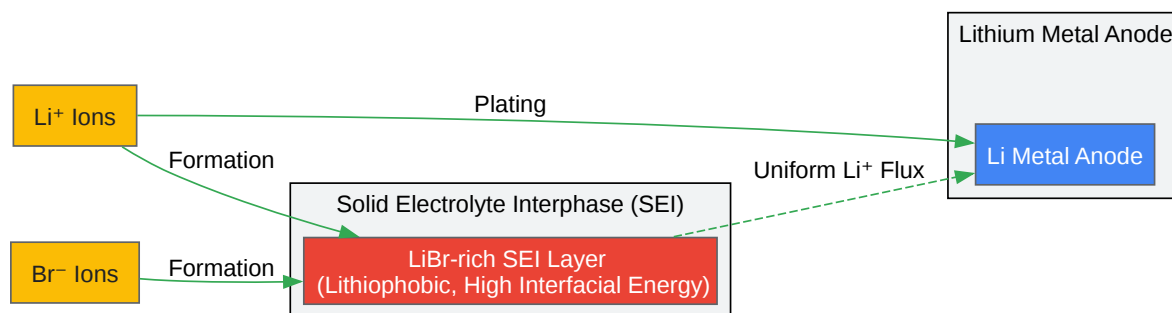 Lithium Metal Anode
Li⁺ Ions
Plating
Li Metal Anode
Formation
Uniform Li⁺ Flux
Solid Electrolyte Interphase (SEI)
Br⁻ Ions
Formation
LiBr-rich SEI Layer
(Lithiophobic, High Interfacial Energy)